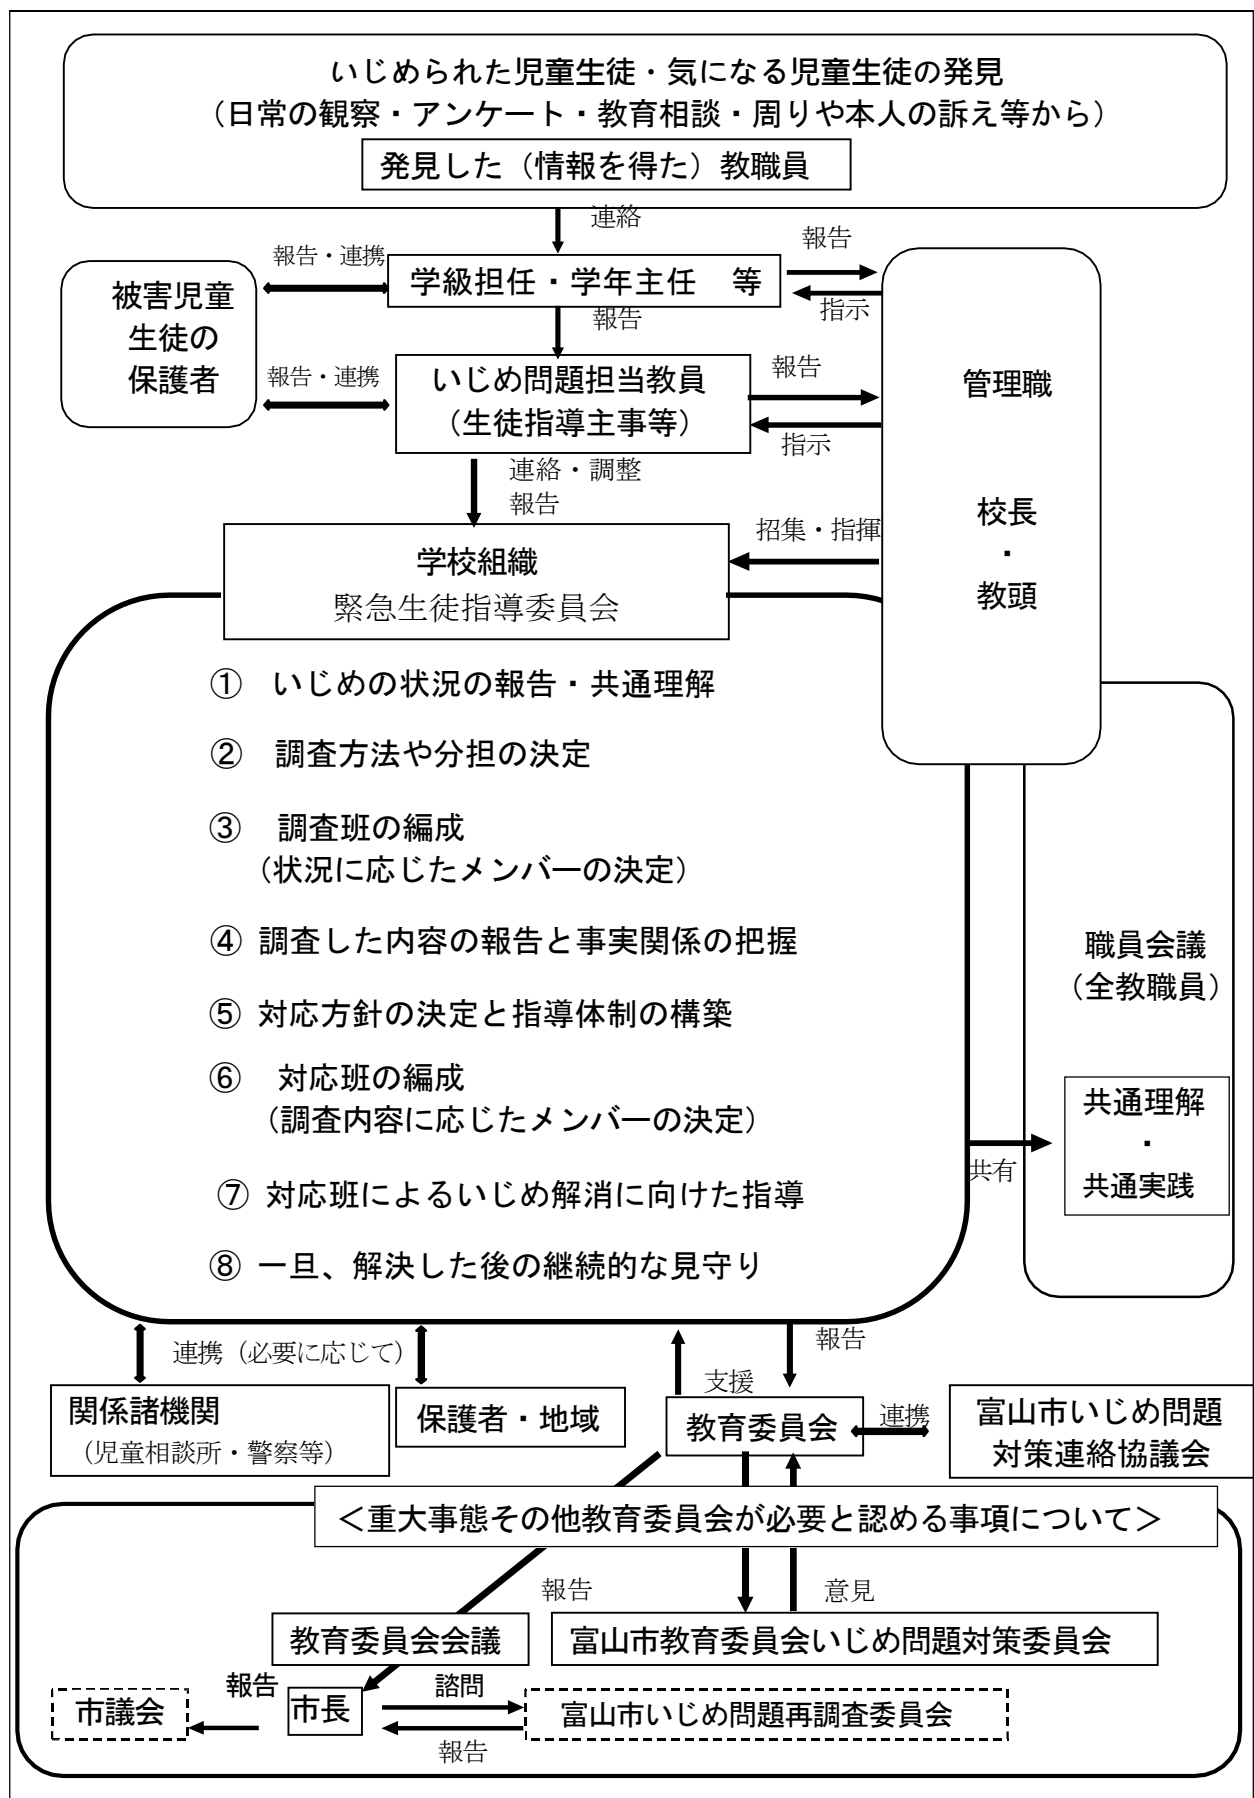 いじめられた児童生徒・気になる児童生徒の発見
（日常の観察・アンケート・教育相談・周りや本人の訴え等から）
発見した（情報を得た）教職員
連絡
報告・連携
学級担任・学年主任　等
報告
指示
被害児童
生徒の
保護者
報告
報告・連携
いじめ問題担当教員
（生徒指導主事等）
報告
指示
管理職
校長
・
教頭
連絡・調整
報告
招集・指揮
学校組織
緊急生徒指導委員会
①　いじめの状況の報告・共通理解
②　調査方法や分担の決定
③　調査班の編成
（状況に応じたメンバーの決定）
④ 調査した内容の報告と事実関係の把握
⑤ 対応方針の決定と指導体制の構築
⑥　対応班の編成
（調査内容に応じたメンバーの決定）
⑦ 対応班によるいじめ解消に向けた指導
⑧ 一旦、解決した後の継続的な見守り
職員会議
（全教職員）
共有
共通理解
・
共通実践
連携（必要に応じて）
支援
報告
関係諸機関
（児童相談所・警察等）
保護者・地域
教育委員会
連携
富山市いじめ問題
対策連絡協議会
＜重大事態その他教育委員会が必要と認める事項について＞
報告
意見
教育委員会会議
富山市教育委員会いじめ問題対策委員会
市議会
報告
市長
諮問
報告
富山市いじめ問題再調査委員会